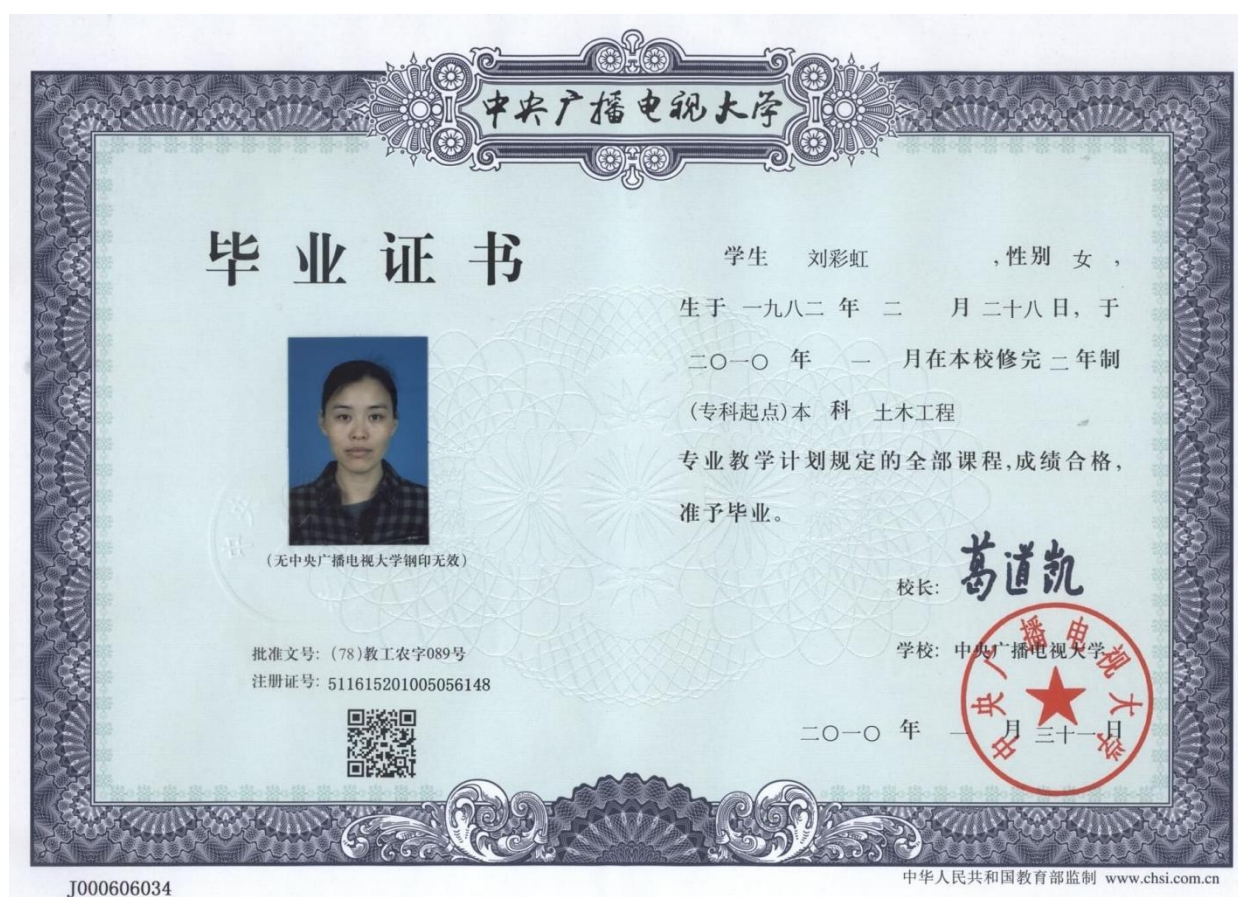 中央广播电视大学
毕业证书
学生 刘彩虹 ,性别 女 ,
生于 一九八二 年 二 月 二十八 日, 于
二○一○ 年 一 月在本校修完 二 年制
(专科起点)本 科 土木工程
专业教学计划规定的全部课程,成绩合格,
准予毕业。
(无中央广播电视大学钢印无效)
校长: 葛道凯
学校: 中央广播电视大学
批准文号: (78)教工农字089号
注册证号: 511615201005056148
二○一○ 年 一 月 三十一 日
中央广播电视大学
J000606034
中华人民共和国教育部监制 www.chsi.com.cn